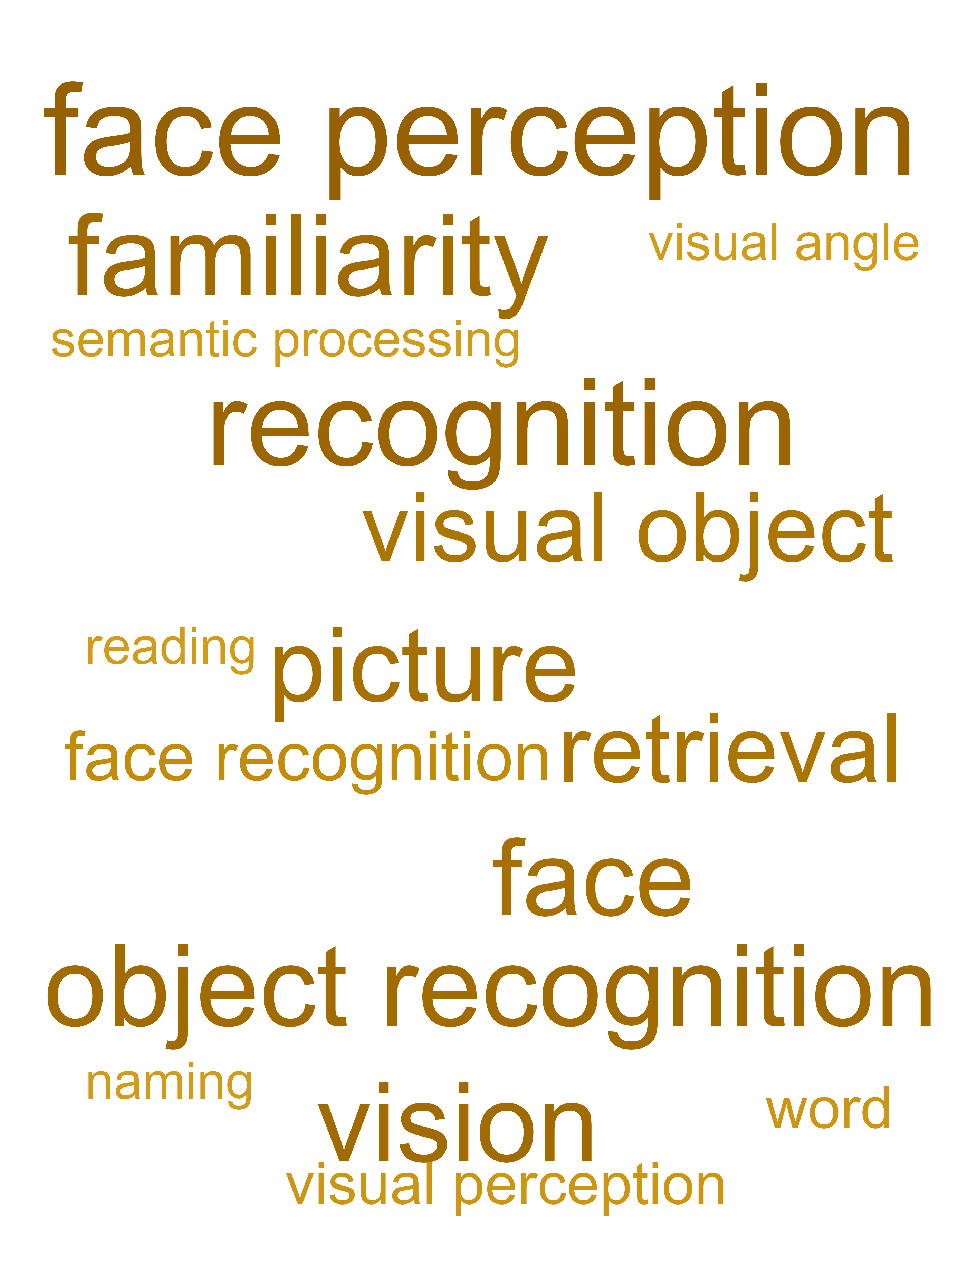 face perception
familiarity
visual angle
semantic processing
recognition
visual object
reading
picture
face recognition
retrieval
face
object recognition
naming
vision
word
visual perception